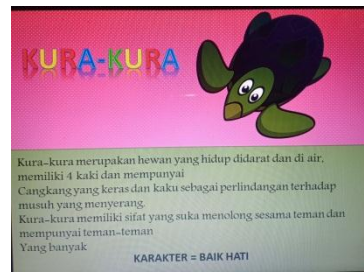 KURA-KURA
Kura-kura merupakan hewan yang hidup didarat dan di air,
memiliki 4 kaki dan mempunyai
Cangkang yang keras dan kaku sebagai perlindangan terhadap
musuh yang menyerang.
Kura-kura memiliki sifat yang suka menolong sesama teman dan
mempunyai teman-teman
Yang banyak
KARAKTER = BAIK HATI